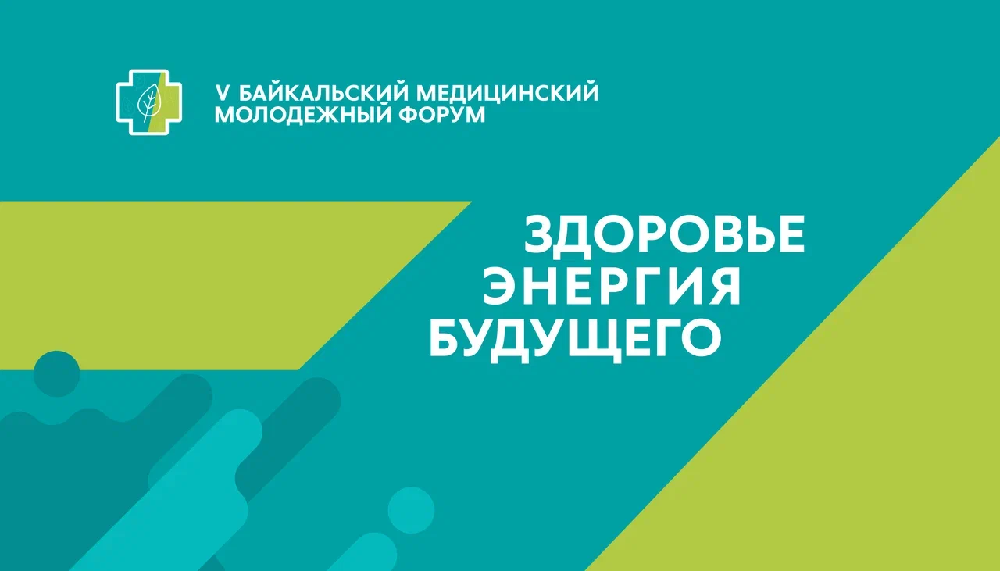 V БАЙКАЛЬСКИЙ МЕДИЦИНСКИЙ
МОЛОДЕЖНЫЙ ФОРУМ
ЗДОРОВЬЕ
ЭНЕРГИЯ
БУДУЩЕГО